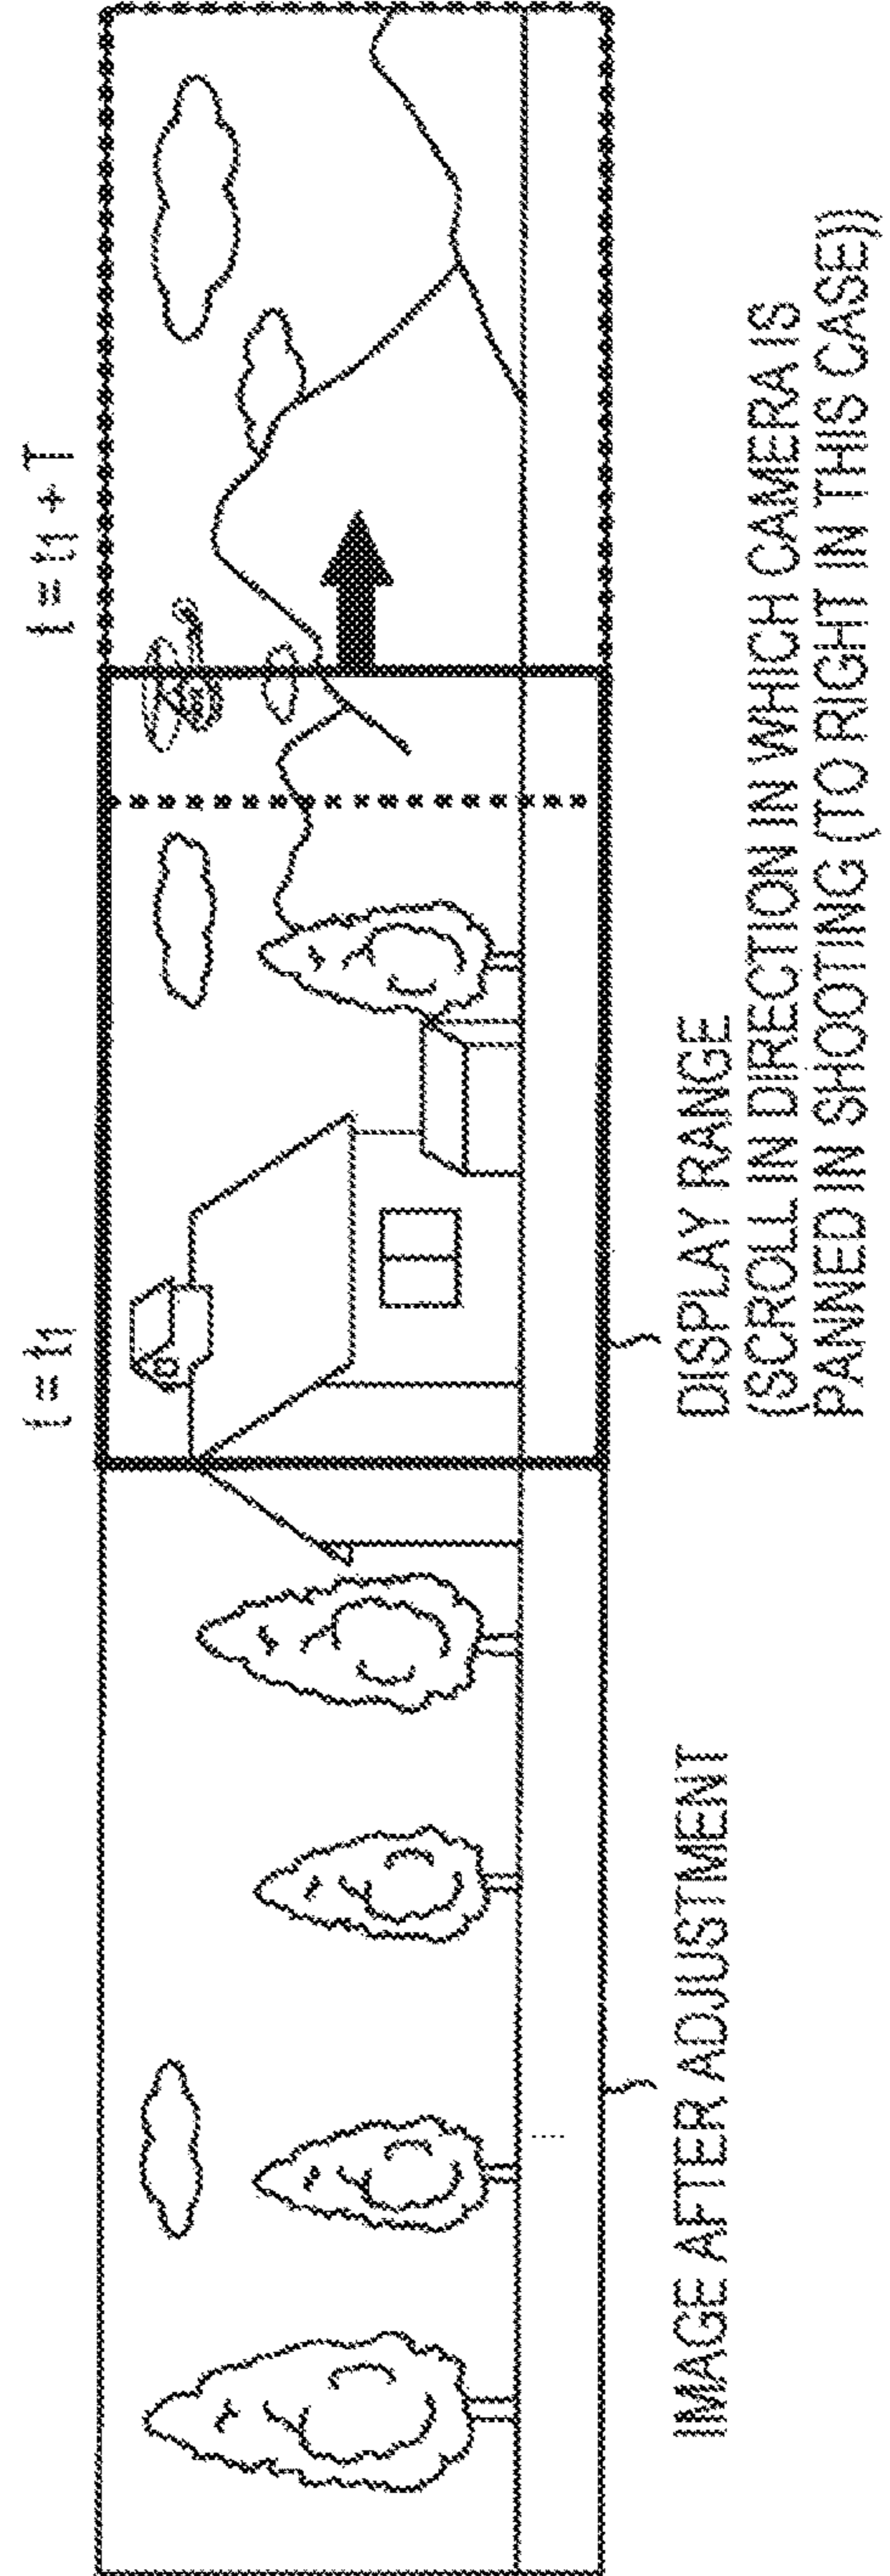 t = t1
t = t1 + T
IMAGE AFTER ADJUSTMENT
DISPLAY RANGE
(SCROLL IN DIRECTION IN WHICH CAMERA IS
PANNED IN SHOOTING (TO RIGHT IN THIS CASE))